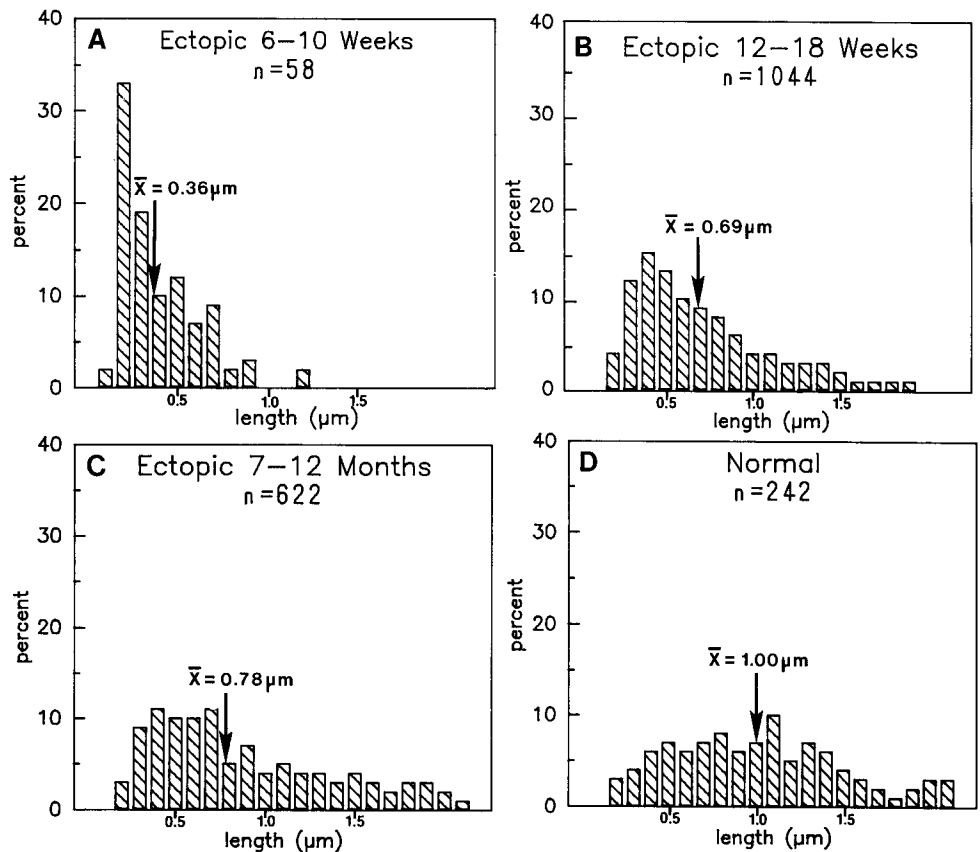 A Ectopic 6–10 Weeks
n=58
40
30
20
10
0
percent
X̅ = 0.36µm
0.5 1.0 1.5
length (µm)
B Ectopic 12–18 Weeks
n=1044
40
30
20
10
0
percent
X̅ = 0.69µm
0.5 1.0 1.5
length (µm)
C Ectopic 7–12 Months
n=622
40
30
20
10
0
percent
X̅ = 0.78µm
0.5 1.0 1.5
length (µm)
D Normal
n=242
40
30
20
10
0
percent
X̅ = 1.00µm
0.5 1.0 1.5
length (µm)